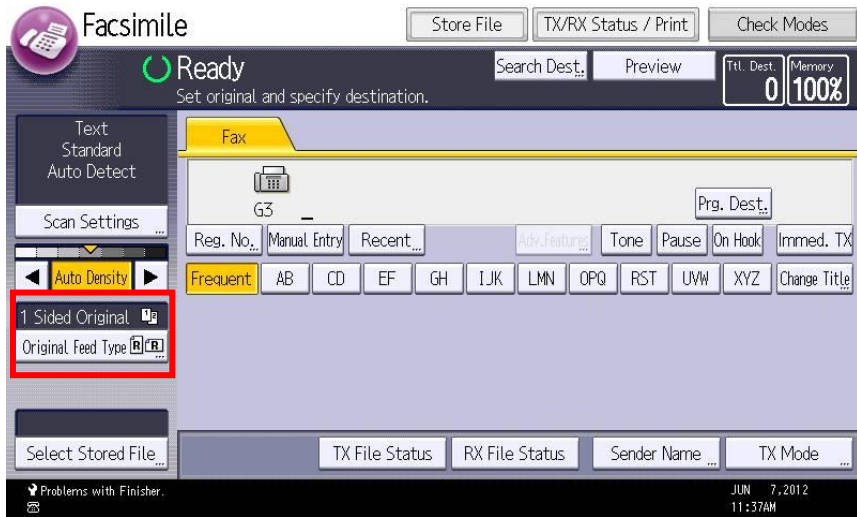 Facsimile
Store File
TX/RX Status / Print
Check Modes
Ready
Search Dest.
Preview
Ttl. Dest.
0
Memory
100%
Set original and specify destination.
Text
Standard
Auto Detect
Scan Settings
Auto Density
1 Sided Original
Original Feed Type
Select Stored File
Fax
G3 _
Prg. Dest.
Reg. No.
Manual Entry
Recent
Adv.Features
Tone
Pause
On Hook
Immed. TX
Frequent
AB
CD
EF
GH
IJK
LMN
OPQ
RST
UVW
XYZ
Change Title
TX File Status
RX File Status
Sender Name
TX Mode
Problems with Finisher.
JUN 7,2012
11:37AM